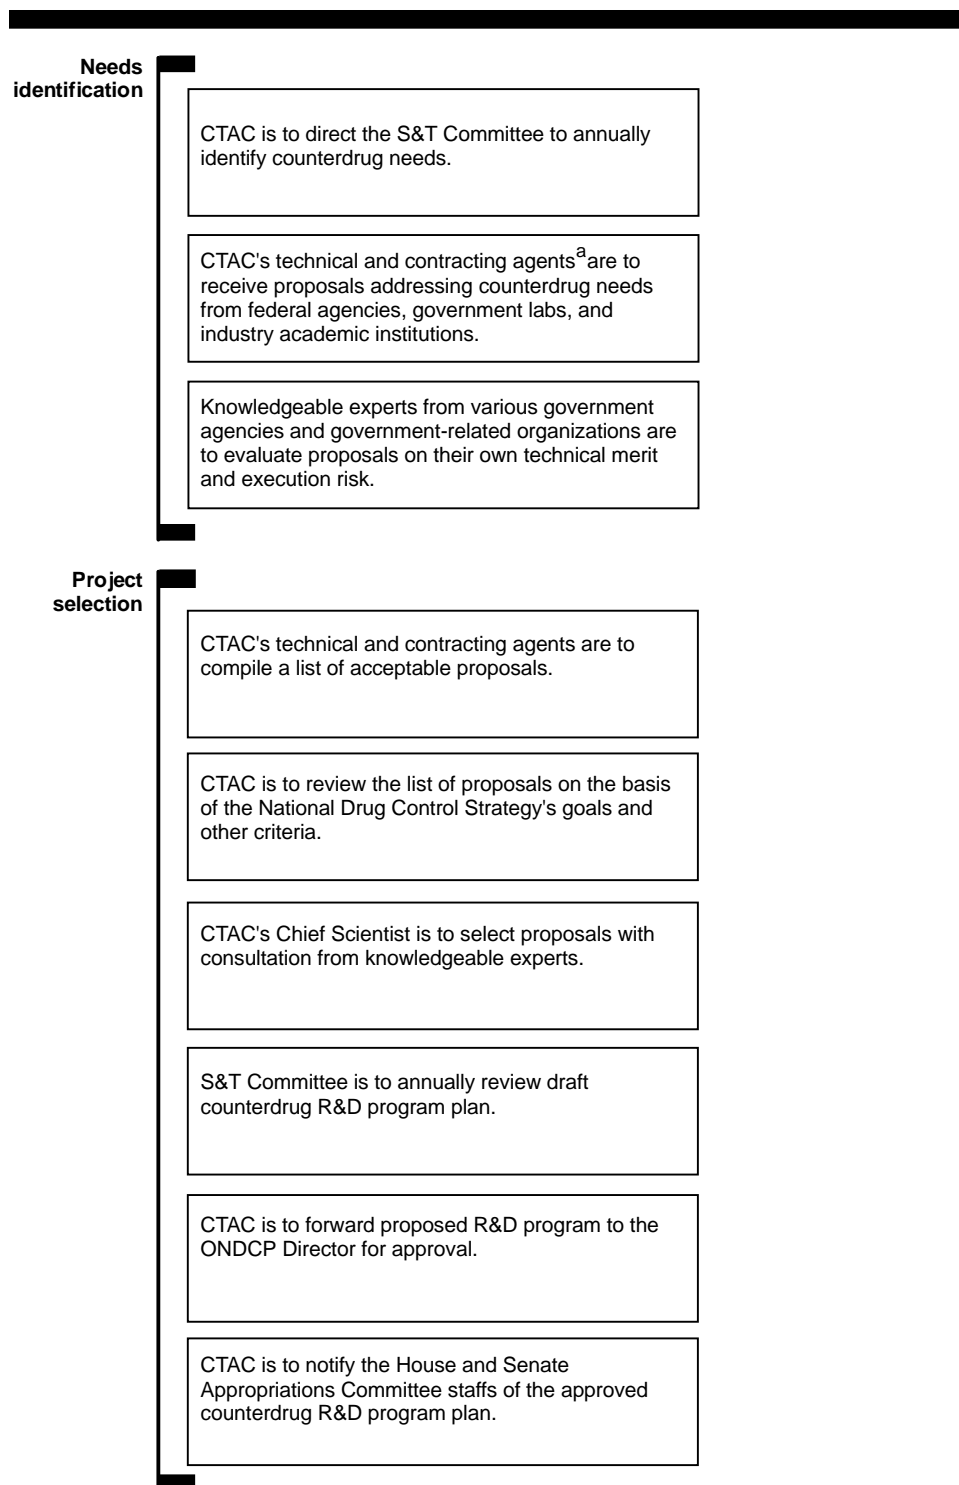 Needs
identification
CTAC is to direct the S&T Committee to annually
identify counterdrug needs.
CTAC's technical and contracting agentsa are to
receive proposals addressing counterdrug needs
from federal agencies, government labs, and
industry academic institutions.
Knowledgeable experts from various government
agencies and government-related organizations are
to evaluate proposals on their own technical merit
and execution risk.
Project
selection
CTAC's technical and contracting agents are to
compile a list of acceptable proposals.
CTAC is to review the list of proposals on the basis
of the National Drug Control Strategy's goals and
other criteria.
CTAC's Chief Scientist is to select proposals with
consultation from knowledgeable experts.
S&T Committee is to annually review draft
counterdrug R&D program plan.
CTAC is to forward proposed R&D program to the
ONDCP Director for approval.
CTAC is to notify the House and Senate
Appropriations Committee staffs of the approved
counterdrug R&D program plan.